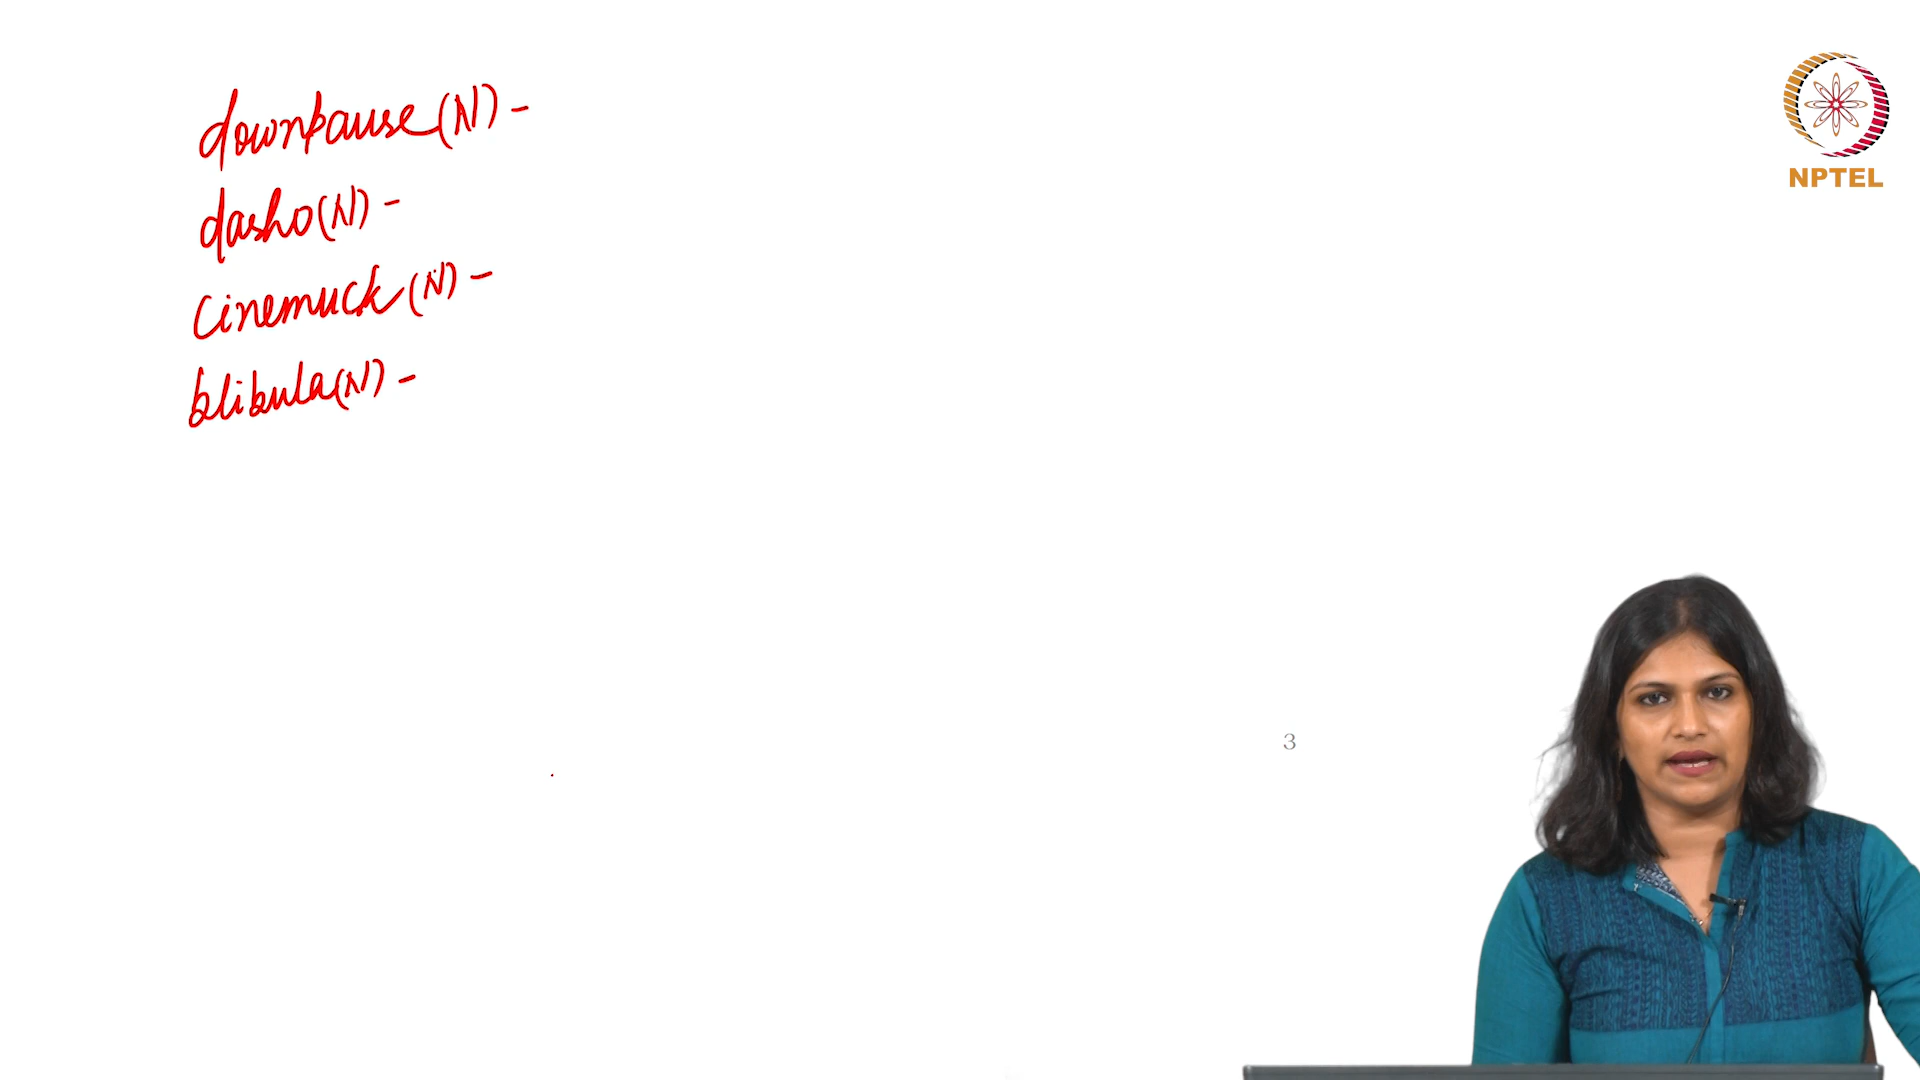 downpause (N) -
dasho (N) -
cinemuck (N) -
blibula (N) -
NPTEL
3